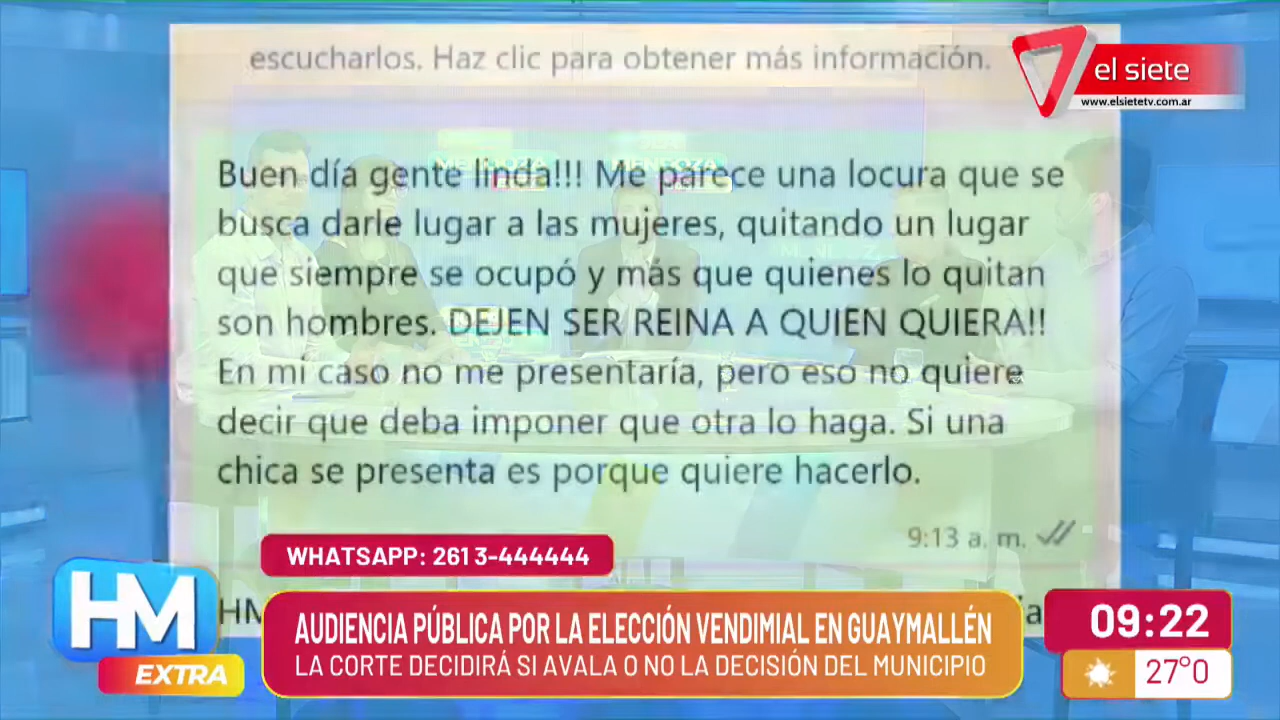 escucharlos. Haz clic para obtener más información.
el siete
www.elsietetv.com.ar
Buen día gente linda!!! Me parece una locura que se
busca darle lugar a las mujeres, quitando un lugar
que siempre se ocupó y más que quienes lo quitan
son hombres. DEJEN SER REINA A QUIEN QUIERA!!
En mi caso no me presentaría, pero eso no quiere
decir que deba imponer que otra lo haga. Si una
chica se presenta es porque quiere hacerlo.
9:13 a. m.
WHATSAPP: 261 3-444444
HM
EXTRA
AUDIENCIA PÚBLICA POR LA ELECCIÓN VENDIMIAL EN GUAYMALLÉN
LA CORTE DECIDIRÁ SI AVALA O NO LA DECISIÓN DEL MUNICIPIO
09:22
27°0